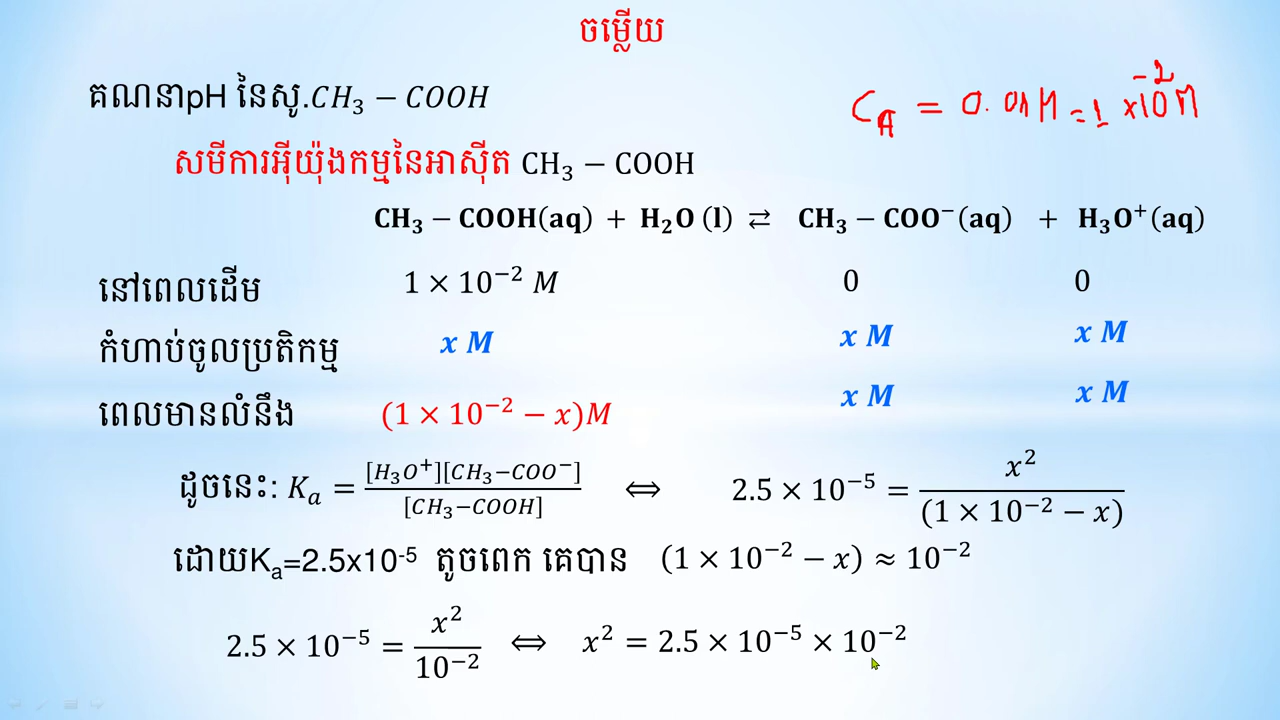 ចម្លើយ
គណនាpH នៃសូ.CH₃ − COOH
C_A = 0.01M = 1 ×10⁻² M
សមីការអ៊ីយ៉ុងកម្មនៃអាស៊ីត CH₃ − COOH
CH₃ − COOH(aq) + H₂O (l) ⇄ CH₃ − COO⁻(aq) + H₃O⁺(aq)
នៅពេលដើម 1 × 10⁻² M 0 0
កំហាប់ចូលប្រតិកម្ម x M x M x M
ពេលមានលំនឹង (1 × 10⁻² − x)M x M x M
ដូចនេះ: Kₐ = [H₃O⁺][CH₃−COO⁻] / [CH₃−COOH] ⇔ 2.5 × 10⁻⁵ = x² / (1 × 10⁻² − x)
ដោយKₐ=2.5x10⁻⁵ តូចពេក គេបាន (1 × 10⁻² − x) ≈ 10⁻²
2.5 × 10⁻⁵ = x² / 10⁻² ⇔ x² = 2.5 × 10⁻⁵ × 10⁻²